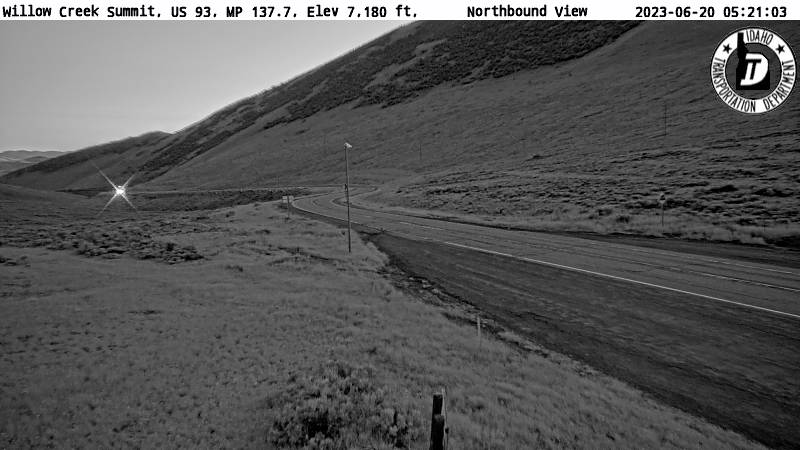 Willow Creek Summit, US 93, MP 137.7, Elev 7,180 ft, Northbound View 2023-06-20 05:21:03
IDAHO
TRANSPORTATION DEPARTMENT